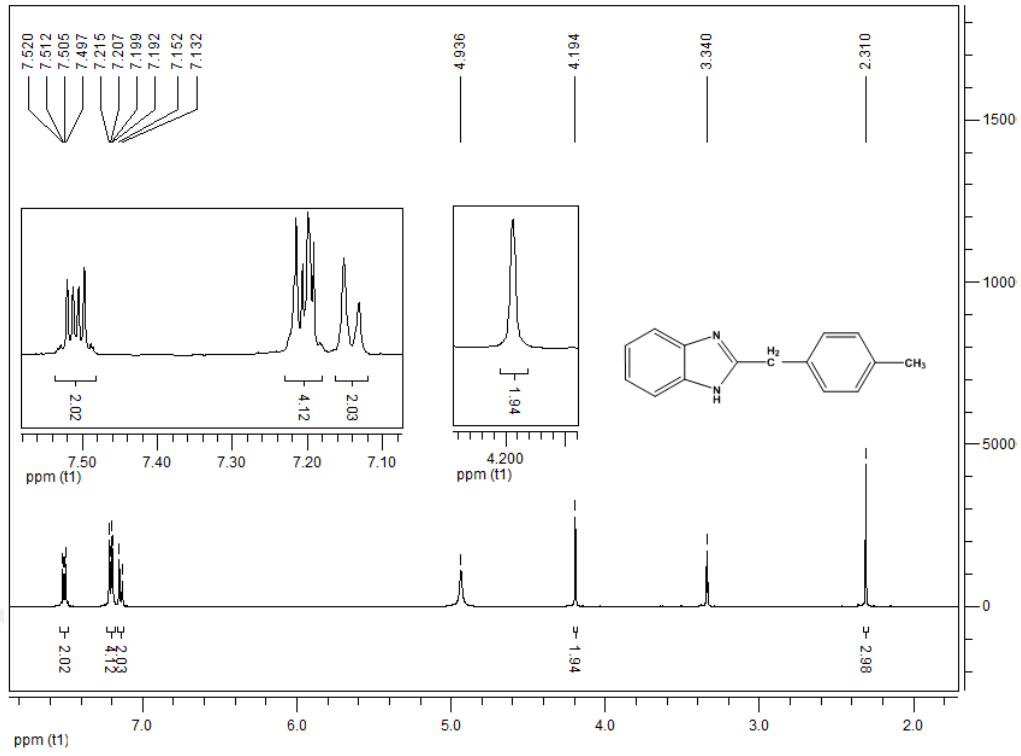 7.520
7.512
7.505
7.497
7.215
7.207
7.199
7.192
7.152
7.132
4.936
4.194
3.340
2.310
2.02
4.12
2.03
7.50 7.40 7.30 7.20 7.10
ppm (t1)
1.94
4.200
ppm (t1)
N
N
H
H2
C
CH3
15000
10000
5000
0
2.02
4.12
2.03
1.94
2.98
7.0 6.0 5.0 4.0 3.0 2.0
ppm (t1)